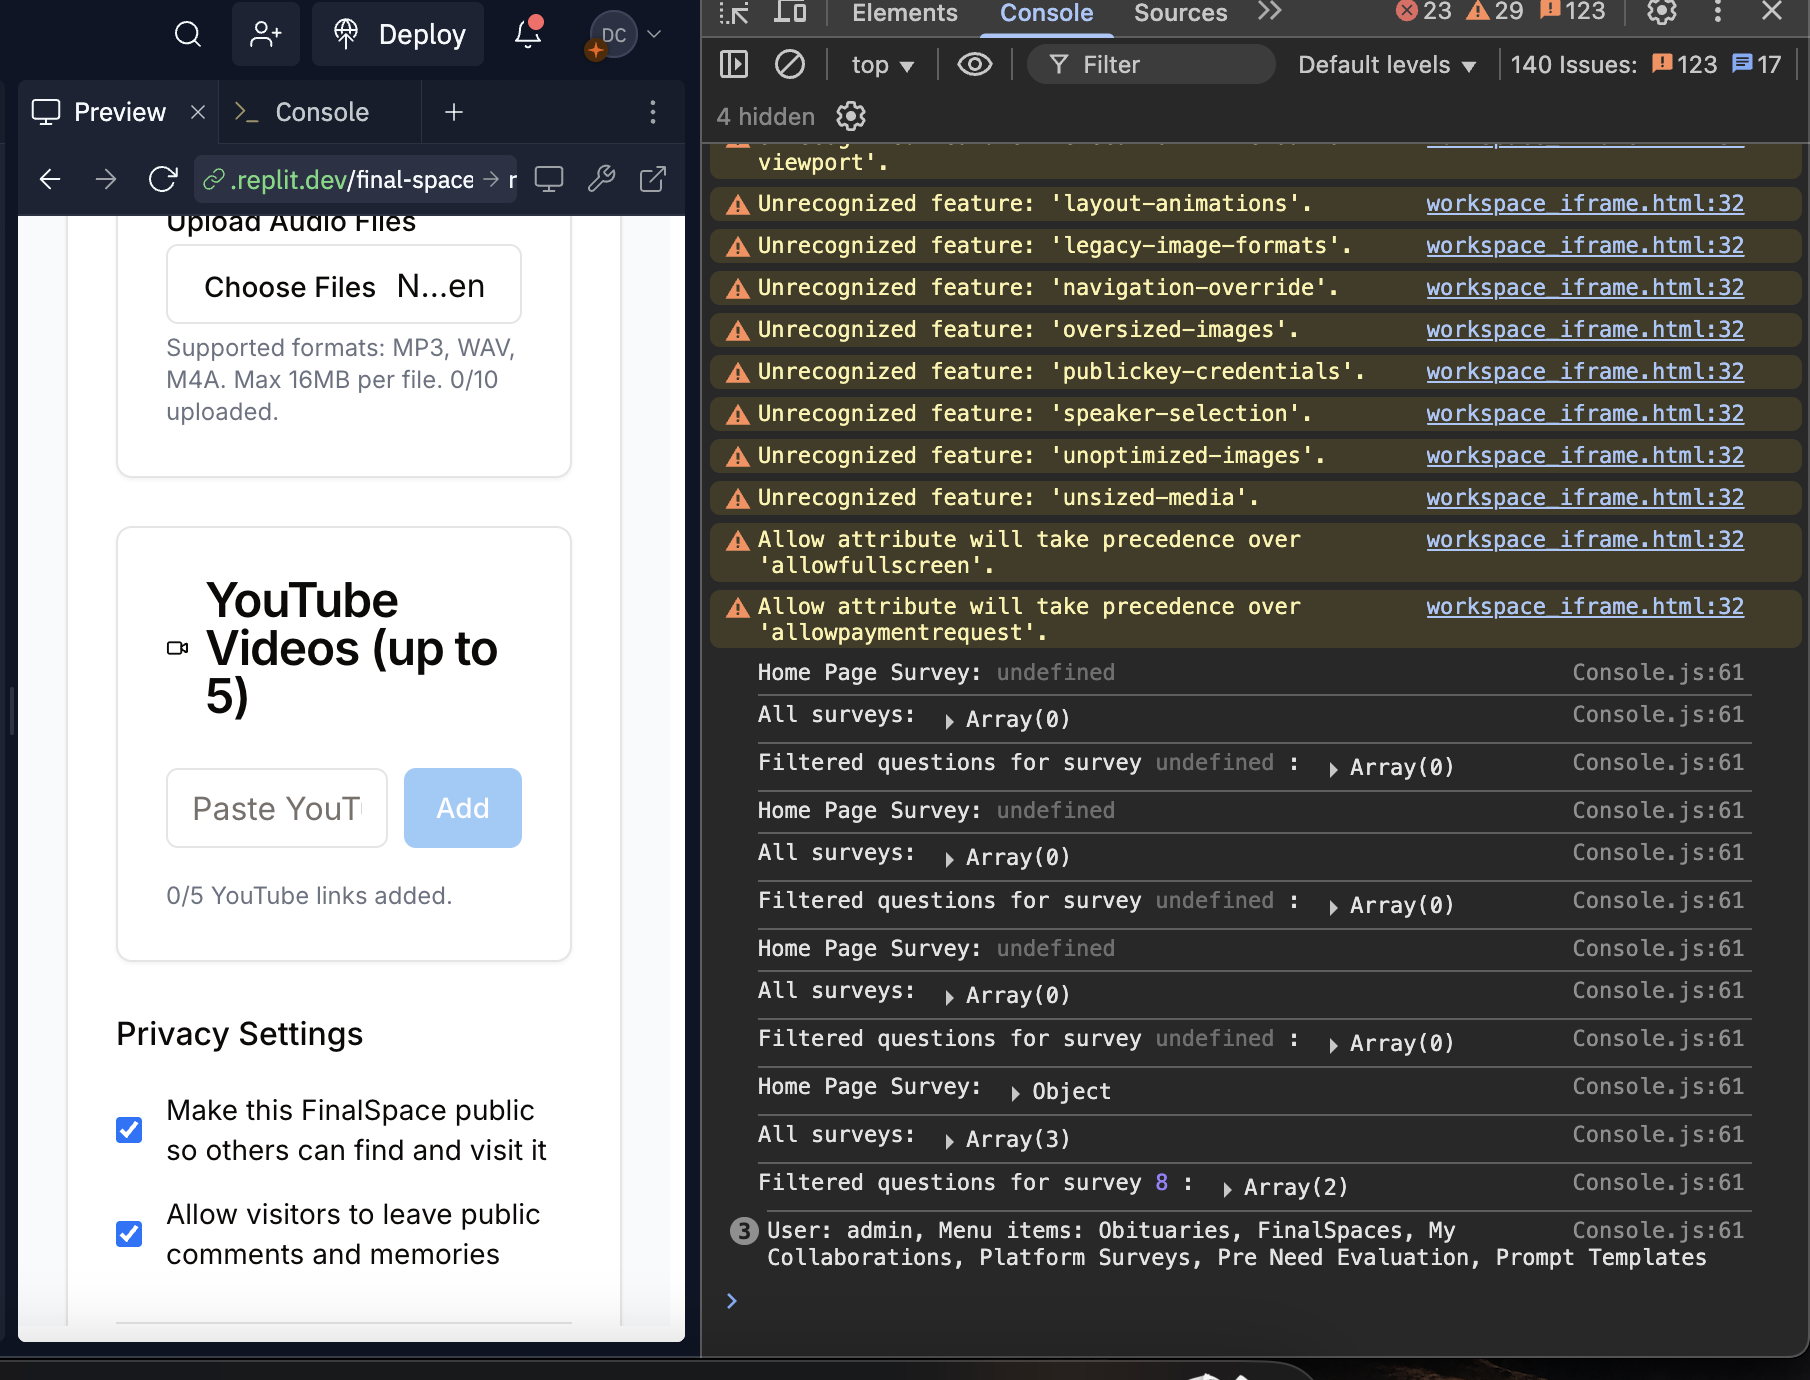 Deploy
DC
Preview
Console
.replit.dev/final-space
Upload Audio Files
Choose Files N...en
Supported formats: MP3, WAV,
M4A. Max 16MB per file. 0/10
uploaded.
YouTube
Videos (up to
5)
Paste YouT
Add
0/5 YouTube links added.
Privacy Settings
Make this FinalSpace public
so others can find and visit it
Allow visitors to leave public
comments and memories
Elements
Console
Sources
23
29
123
top
Filter
Default levels
140 Issues:
123
17
4 hidden
viewport'.
Unrecognized feature: 'layout-animations'. workspace_iframe.html:32
Unrecognized feature: 'legacy-image-formats'. workspace_iframe.html:32
Unrecognized feature: 'navigation-override'. workspace_iframe.html:32
Unrecognized feature: 'oversized-images'. workspace_iframe.html:32
Unrecognized feature: 'publickey-credentials'. workspace_iframe.html:32
Unrecognized feature: 'speaker-selection'. workspace_iframe.html:32
Unrecognized feature: 'unoptimized-images'. workspace_iframe.html:32
Unrecognized feature: 'unsized-media'. workspace_iframe.html:32
Allow attribute will take precedence over workspace_iframe.html:32
'allowfullscreen'.
Allow attribute will take precedence over workspace_iframe.html:32
'allowpaymentrequest'.
Home Page Survey: undefined Console.js:61
All surveys: Array(0) Console.js:61
Filtered questions for survey undefined : Array(0) Console.js:61
Home Page Survey: undefined Console.js:61
All surveys: Array(0) Console.js:61
Filtered questions for survey undefined : Array(0) Console.js:61
Home Page Survey: undefined Console.js:61
All surveys: Array(0) Console.js:61
Filtered questions for survey undefined : Array(0) Console.js:61
Home Page Survey: Object Console.js:61
All surveys: Array(3) Console.js:61
Filtered questions for survey 8 : Array(2) Console.js:61
3 User: admin, Menu items: Obituaries, FinalSpaces, My Console.js:61
Collaborations, Platform Surveys, Pre Need Evaluation, Prompt Templates